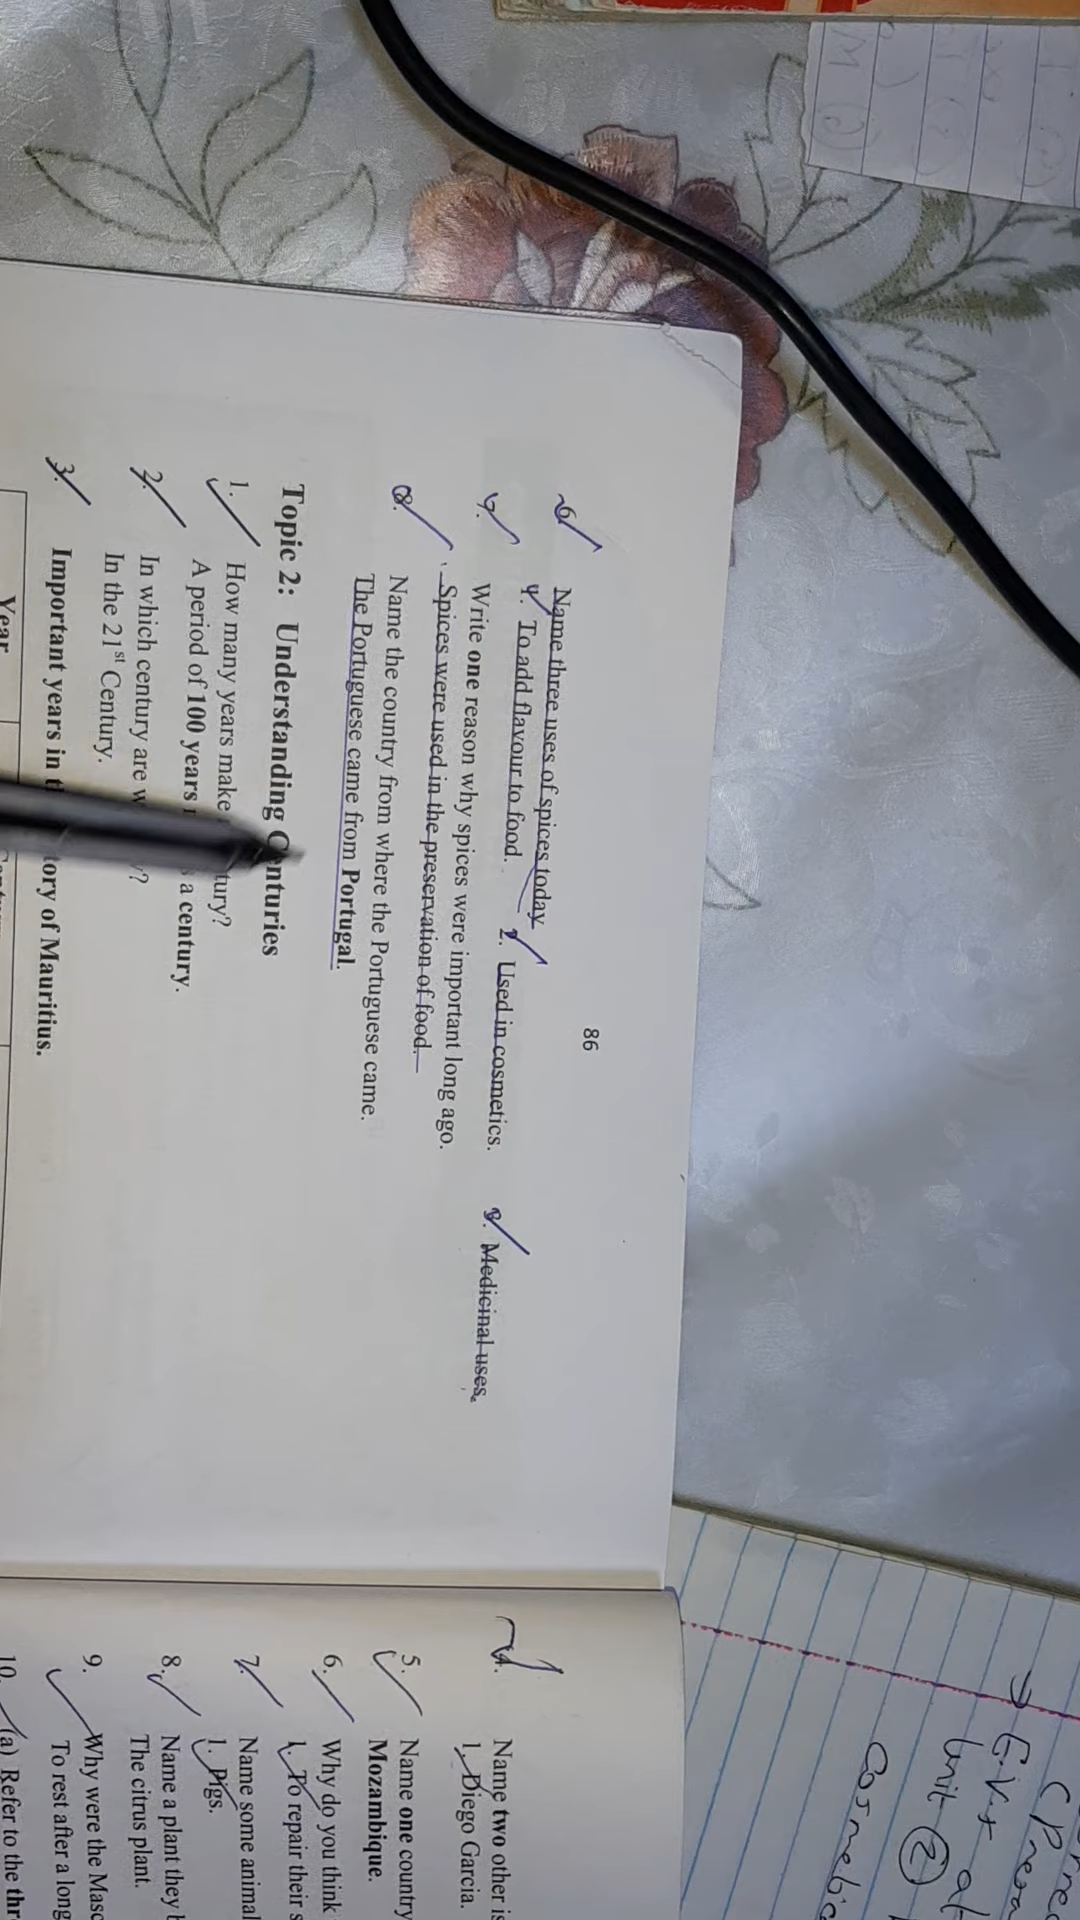 86
6. Name three uses of spices today
1. To add flavour to food. 2. Used in cosmetics. 3. Medicinal uses.
7. Write one reason why spices were important long ago.
Spices were used in the preservation of food.
8. Name the country from where the Portuguese came.
The Portuguese came from Portugal.
Topic 2: Understanding Centuries
1. How many years make tury?
A period of 100 years a century.
2. In which century are w ?
In the 21st Century.
3. Important years in th tory of Mauritius.
Year
Name two other is
1. Diego Garcia.
5. Name one country
Mozambique.
6. Why do you think
1. To repair their s
7. Name some animal
1. Pigs.
8. Name a plant they b
The citrus plant.
9. Why were the Masc
To rest after a long
10. (a) Refer to the thr
Unit 2